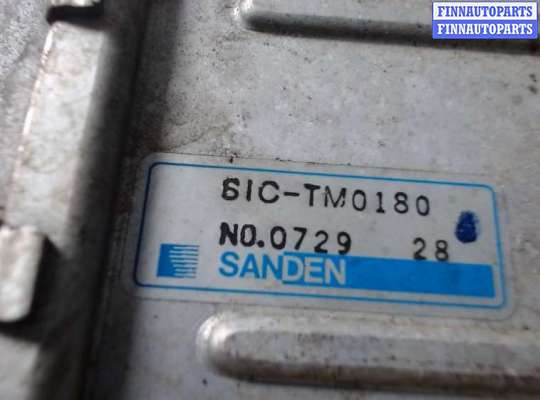 FINNAUTOPARTS
FINNAUTOPARTS
SIC-TM0180
NO.0729 28
SANDEN